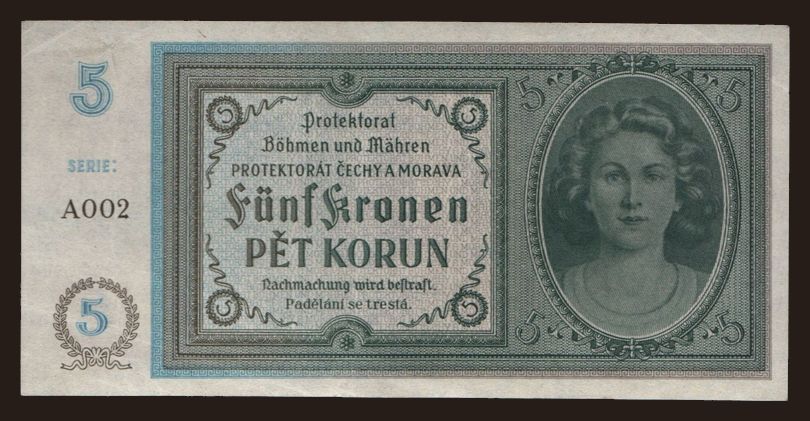 5
SERIE:
A002
5
Protektorat
Böhmen und Mähren
PROTEKTORÁT ČECHY A MORAVA
Fünf Kronen
PĚT KORUN
Nachmachung wird bestraft.
Padělání se trestá.
5
5
5
5
5
5
5
5